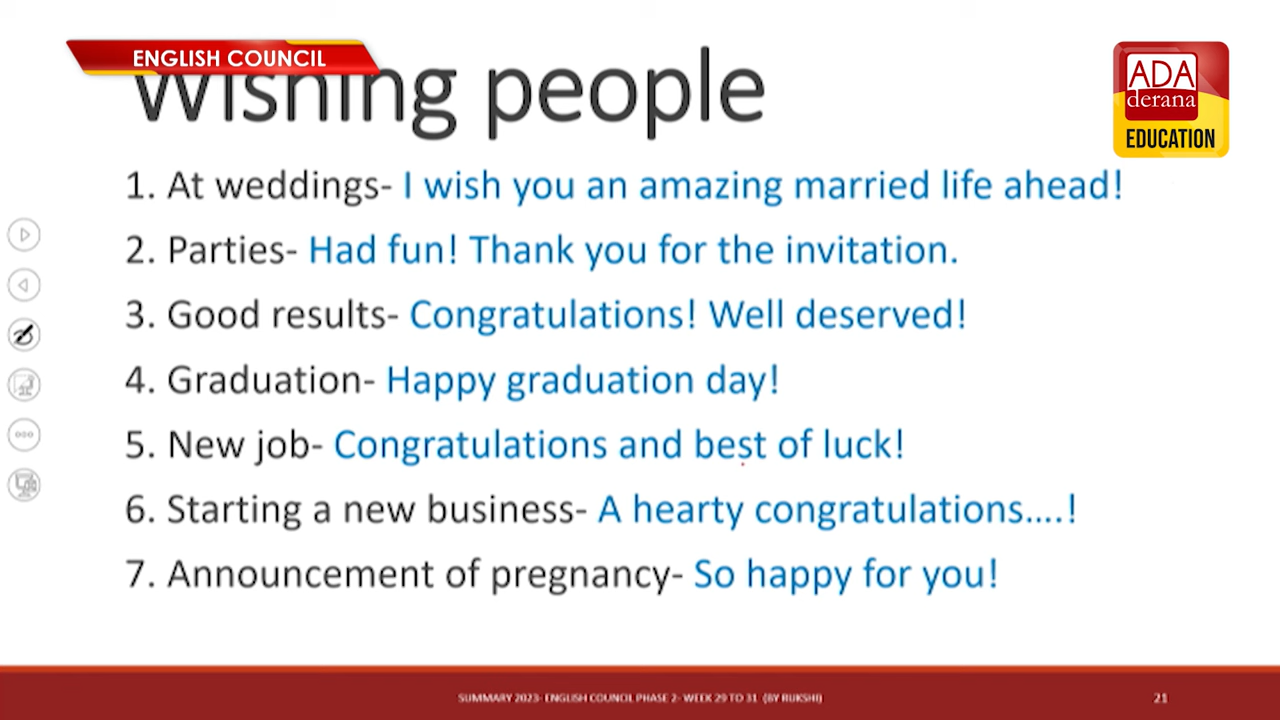 ENGLISH COUNCIL
Wishing people
ADA
derana
EDUCATION
1. At weddings- I wish you an amazing married life ahead!
2. Parties- Had fun! Thank you for the invitation.
3. Good results- Congratulations! Well deserved!
4. Graduation- Happy graduation day!
5. New job- Congratulations and best of luck!
6. Starting a new business- A hearty congratulations....!
7. Announcement of pregnancy- So happy for you!
SUMMARY 2023- ENGLISH COUNCIL PHASE 2- WEEK 29 TO 31 (BY RUKSHI)
21